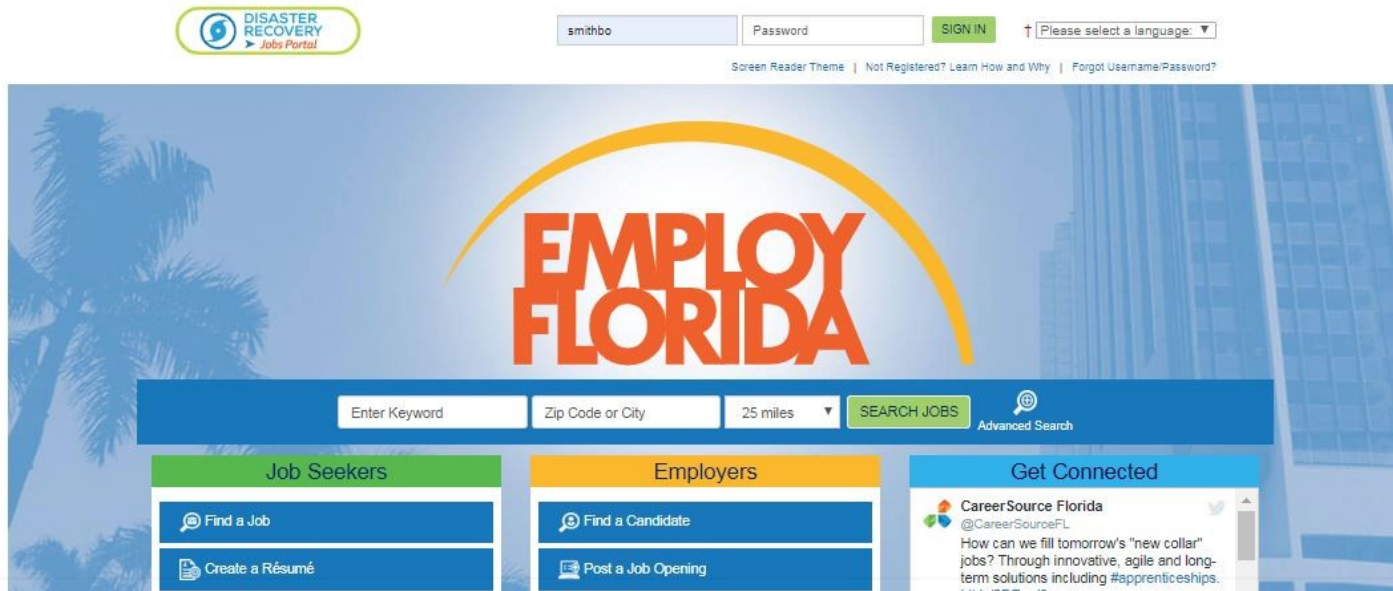 DISASTER
RECOVERY
Jobs Portal
smithbo
Password
SIGN IN
† Please select a language:
Screen Reader Theme | Not Registered? Learn How and Why | Forgot Username/Password?
EMPLOY
FLORIDA
Enter Keyword
Zip Code or City
25 miles
SEARCH JOBS
Advanced Search
Job Seekers
Find a Job
Create a Résumé
Employers
Find a Candidate
Post a Job Opening
Get Connected
CareerSource Florida
@CareerSourceFL
How can we fill tomorrow's "new collar"
jobs? Through innovative, agile and long-
term solutions including #apprenticeships.